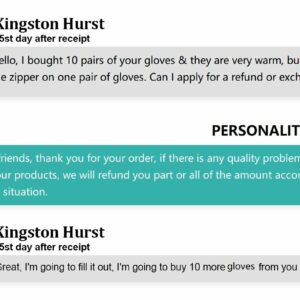 Kingston Hurst
5st day after receipt
ello, I bought 10 pairs of your gloves & they are very warm, bu
e zipper on one pair of gloves. Can I apply for a refund or exch
PERSONALIT
friends, thank you for your order, if there is any quality problem
our products, we will refund you part or all of the amount accor
situation.
Kingston Hurst
5st day after receipt
Great, I'm going to fill it out, I'm going to buy 10 more gloves from you